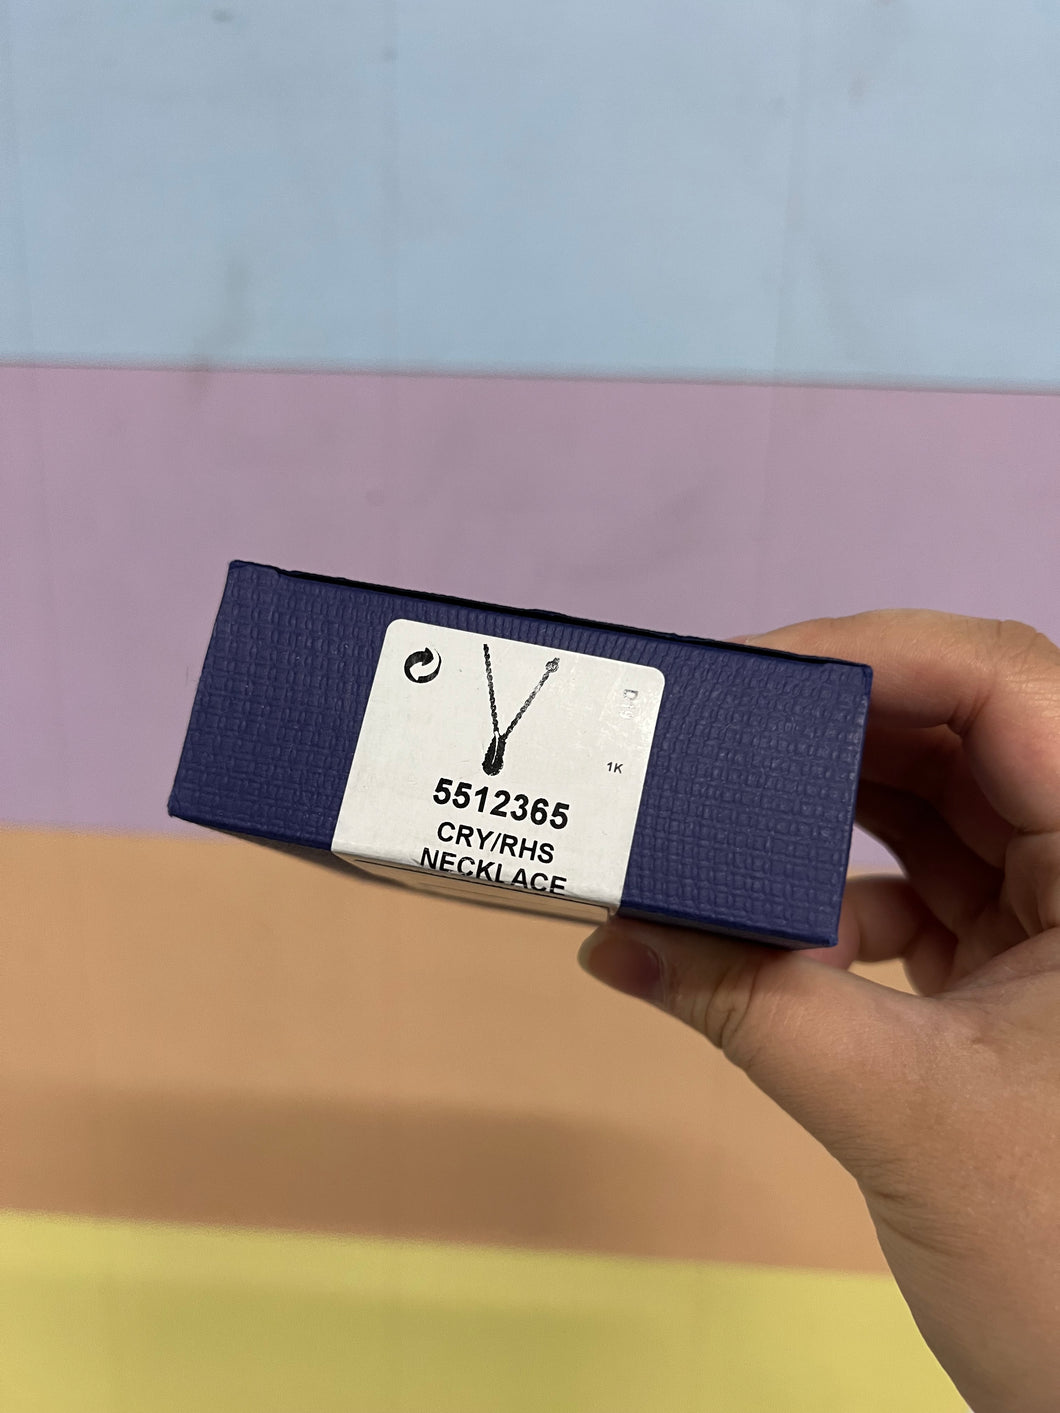 1K
5512365
CRY/RHS
NECKLACE